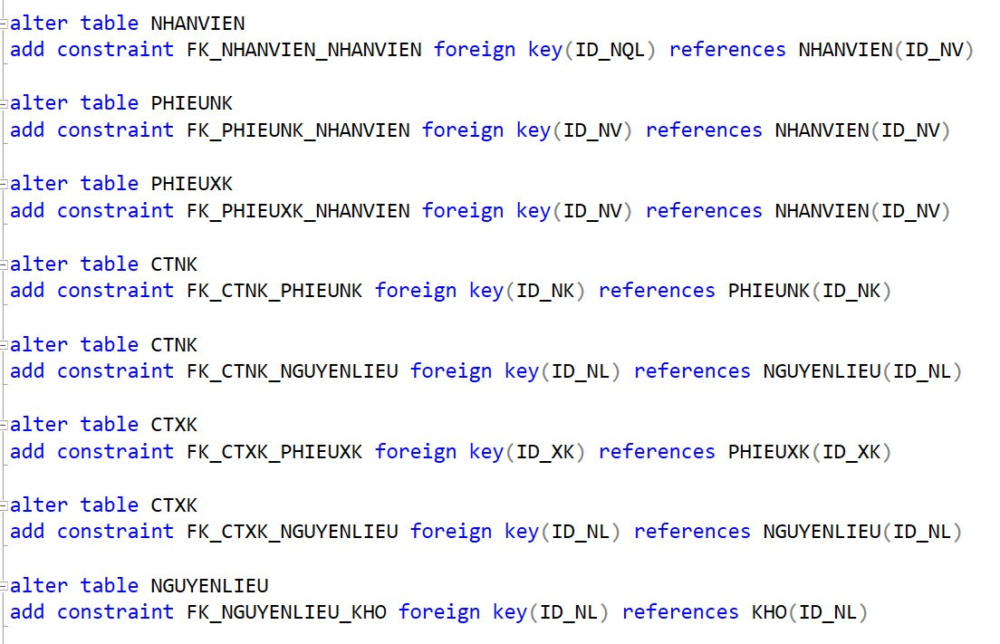 alter table NHANVIEN
add constraint FK_NHANVIEN_NHANVIEN foreign key(ID_NQL) references NHANVIEN(ID_NV)
alter table PHIEUNK
add constraint FK_PHIEUNK_NHANVIEN foreign key(ID_NV) references NHANVIEN(ID_NV)
alter table PHIEUXK
add constraint FK_PHIEUXK_NHANVIEN foreign key(ID_NV) references NHANVIEN(ID_NV)
alter table CTNK
add constraint FK_CTNK_PHIEUNK foreign key(ID_NK) references PHIEUNK(ID_NK)
alter table CTNK
add constraint FK_CTNK_NGUYENLIEU foreign key(ID_NL) references NGUYENLIEU(ID_NL)
alter table CTXK
add constraint FK_CTXK_PHIEUXK foreign key(ID_XK) references PHIEUXK(ID_XK)
alter table CTXK
add constraint FK_CTXK_NGUYENLIEU foreign key(ID_NL) references NGUYENLIEU(ID_NL)
alter table NGUYENLIEU
add constraint FK_NGUYENLIEU_KHO foreign key(ID_NL) references KHO(ID_NL)